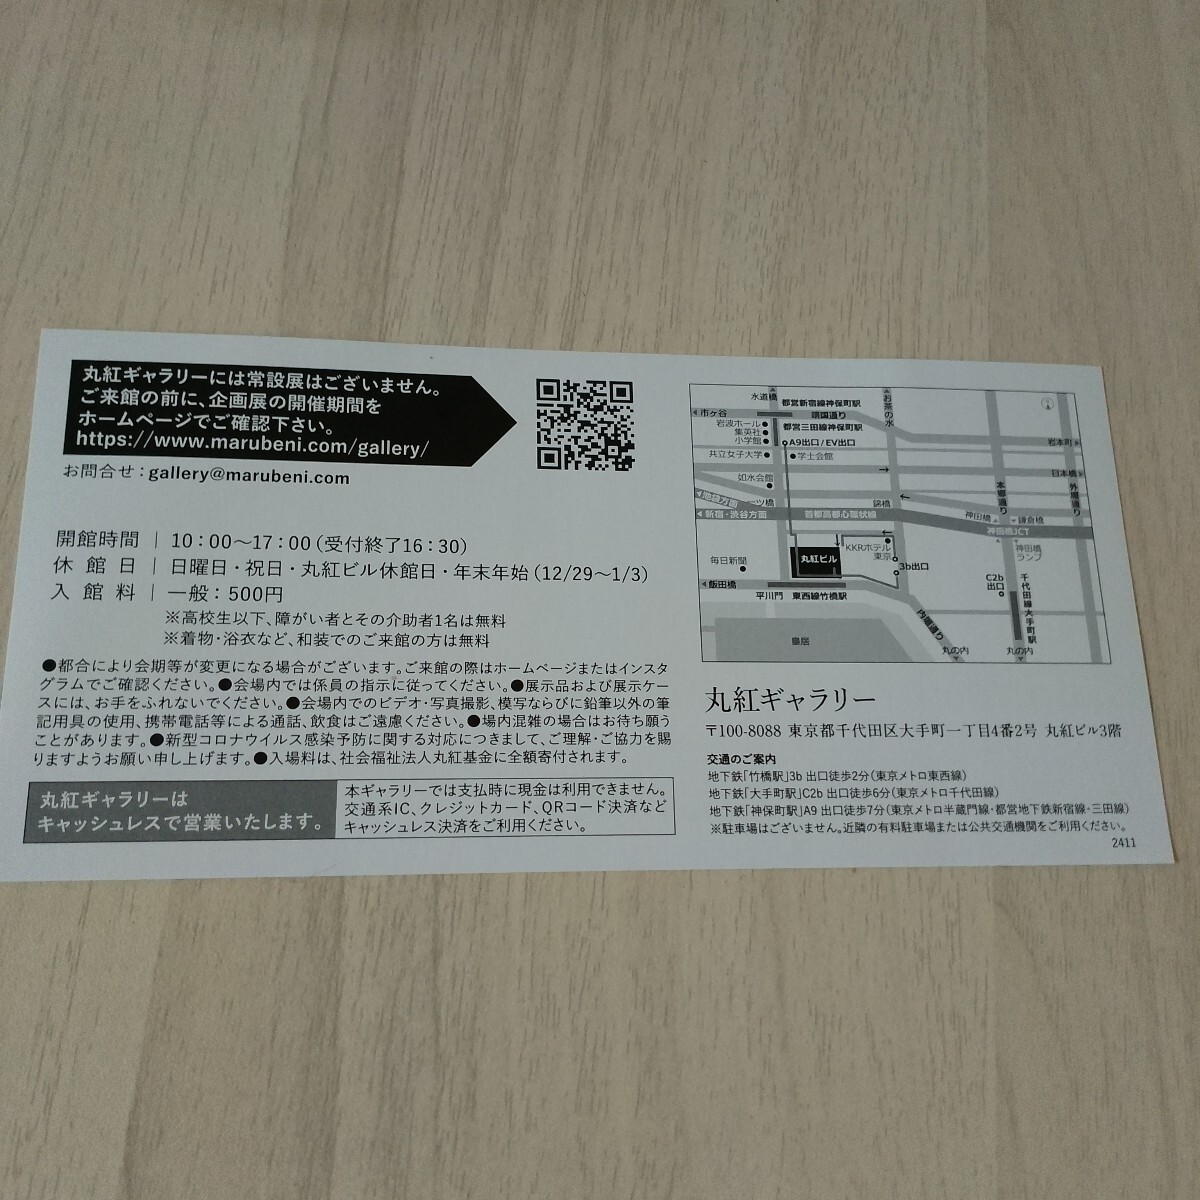 丸紅ギャラリーには常設展はございません。
ご来館の前に、企画展の開催期間を
ホームページでご確認下さい。
https://www.marubeni.com/gallery/
お問合せ：gallery@marubeni.com
開館時間 | 10：00〜17：00（受付終了16：30）
休 館 日 | 日曜日・祝日・丸紅ビル休館日・年末年始（12/29〜1/3）
入 館 料 | 一般：500円
※高校生以下、障がい者とその介助者1名は無料
※着物・浴衣など、和装でのご来館の方は無料
●都合により会期等が変更になる場合がございます。ご来館の際はホームページまたはインスタ
グラムでご確認ください。●会場内では係員の指示に従ってください。●展示品および展示ケー
スには、お手をふれないでください。●会場内でのビデオ・写真撮影、模写ならびに鉛筆以外の筆
記用具の使用、携帯電話等による通話、飲食はご遠慮ください。●場内混雑の場合はお待ち願う
ことがあります。●新型コロナウイルス感染予防に関する対応につきまして、ご理解・ご協力を賜
りますようお願い申し上げます。●入場料は、社会福祉法人丸紅基金に全額寄付されます。
丸紅ギャラリーは
キャッシュレスで営業いたします。
本ギャラリーでは支払時に現金は利用できません。
交通系IC、クレジットカード、QRコード決済など
キャッシュレス決済をご利用ください。
水道橋
都営新宿線神保町駅
お茶の水
市ヶ谷
靖国通り
岩波ホール
集英社
小学館
都営三田線神保町駅
A9出口/EV出口
岩本町
共立女子大学
学士会館
日本橋
如水会館
本郷通り
外堀通り
池袋方面
一ツ橋
錦橋
新宿・渋谷方面
首都高都心環状線
神田橋
鎌倉橋
神田橋JCT
毎日新聞
丸紅ビル
KKRホテル
東京
3b出口
神田橋
ランプ
飯田橋
平川門
東西線竹橋駅
内堀通り
C2b
出口
千代田線大手町駅
皇居
丸の内
丸の内
丸紅ギャラリー
〒100-8088 東京都千代田区大手町一丁目4番2号 丸紅ビル3階
交通のご案内
地下鉄「竹橋駅」3b 出口徒歩2分（東京メトロ東西線）
地下鉄「大手町駅」C2b 出口徒歩6分（東京メトロ千代田線）
地下鉄「神保町駅」A9 出口徒歩7分（東京メトロ半蔵門線・都営地下鉄新宿線・三田線）
※駐車場はございません。近隣の有料駐車場または公共交通機関をご利用ください。
2411